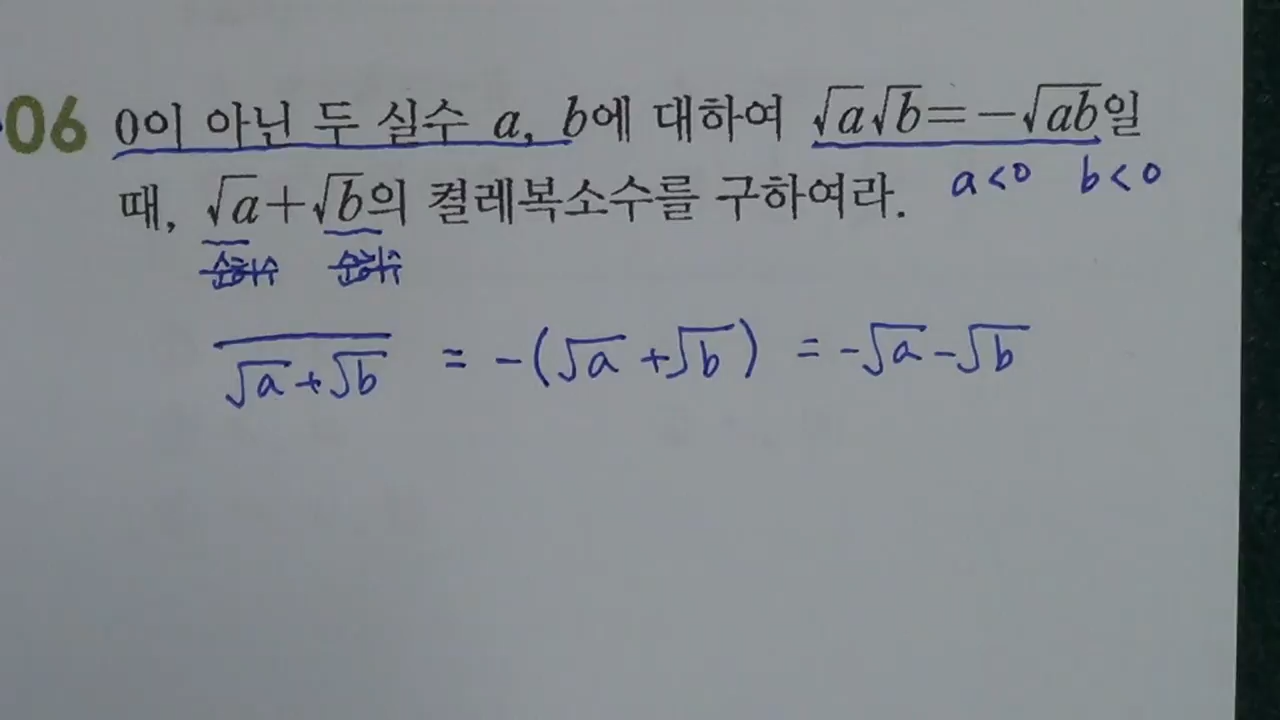 06 0이 아닌 두 실수 a, b에 대하여 √a√b=-√ab일
a<0 b<0
때, √a+√b의 켤레복소수를 구하여라.
순허수 순허수
√a+√b = -(√a+√b) = -√a-√b